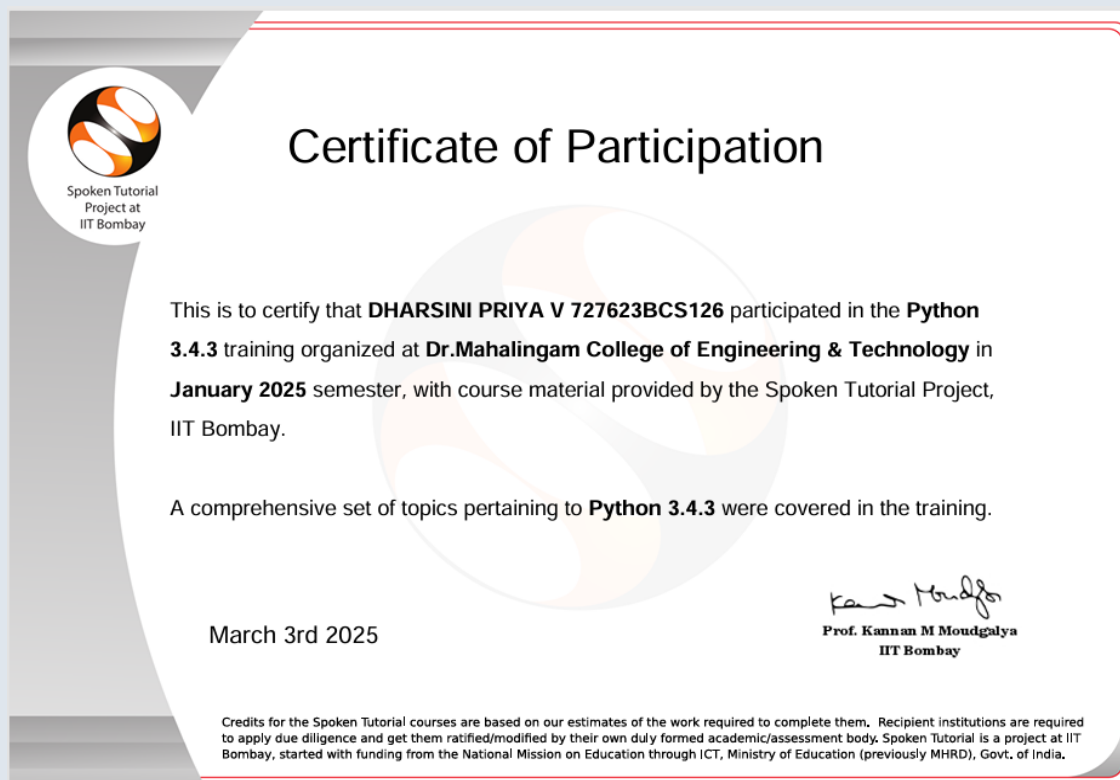 Spoken Tutorial
Project at
IIT Bombay
Certificate of Participation
This is to certify that DHARSINI PRIYA V 727623BCS126 participated in the Python
3.4.3 training organized at Dr.Mahalingam College of Engineering & Technology in
January 2025 semester, with course material provided by the Spoken Tutorial Project,
IIT Bombay.
A comprehensive set of topics pertaining to Python 3.4.3 were covered in the training.
March 3rd 2025
Prof. Kannan M Moudgalya
IIT Bombay
Credits for the Spoken Tutorial courses are based on our estimates of the work required to complete them. Recipient institutions are required
to apply due diligence and get them ratified/modified by their own duly formed academic/assessment body. Spoken Tutorial is a project at IIT
Bombay, started with funding from the National Mission on Education through ICT, Ministry of Education (previously MHRD), Govt. of India.